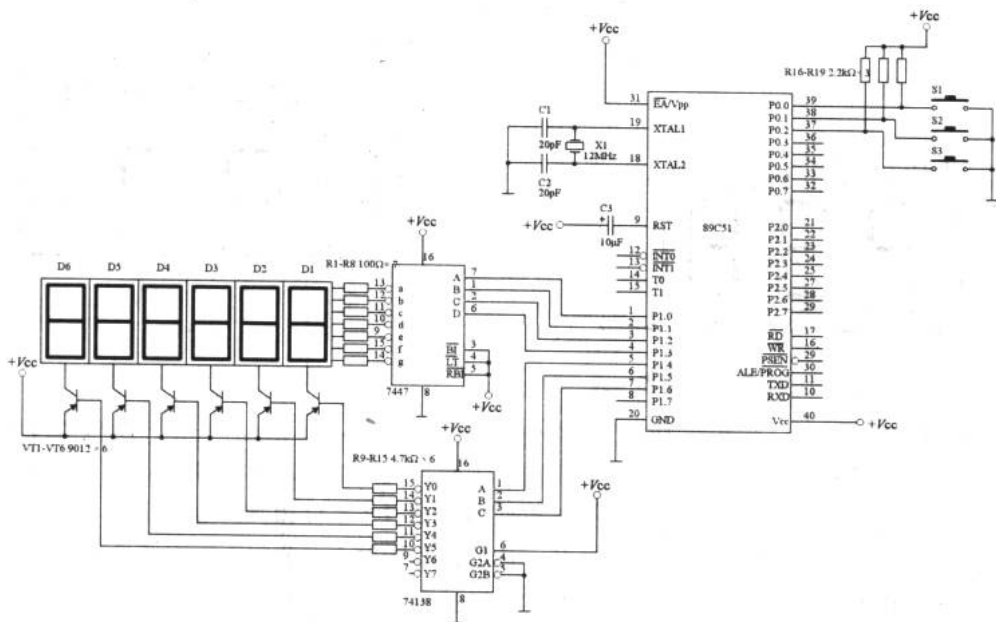 +Vcc
+Vcc
R16-R19 2.2kΩ×3
31
EA/Vpp
P0.0
39
S1
19
XTAL1
P0.1
38
P0.2
37
S2
P0.3
36
P0.4
35
S3
18
XTAL2
P0.5
34
P0.6
33
P0.7
32
C1
20pF
X1
12MHz
C2
20pF
C3
+Vcc
10μF
9
RST
89C51
P2.0
21
P2.1
22
P2.2
23
P2.3
24
P2.4
25
P2.5
27
P2.6
28
P2.7
29
12
INT0
13
INT1
14
T0
15
T1
1
P1.0
2
P1.1
3
P1.2
4
P1.3
5
P1.4
6
P1.5
7
P1.6
8
P1.7
20
GND
RD
17
WR
16
PSEN
29
ALE/PROG
30
TXD
11
RXD
10
Vcc
40
+Vcc
+Vcc
16
D6
D5
D4
D3
D2
D1
R1-R8 100Ω×7
13
a
12
b
11
c
10
d
9
e
15
f
14
g
A
7
B
1
C
2
D
6
BI
3
LT
4
RBI
5
+Vcc
7447
8
+Vcc
VT1-VT6 9012×6
+Vcc
R9-R15 4.7kΩ×6
16
15
Y0
14
Y1
13
Y2
12
Y3
11
Y4
10
Y5
9
Y6
7
Y7
A
1
B
2
C
3
G1
6
G2A
4
G2B
5
+Vcc
74138
8